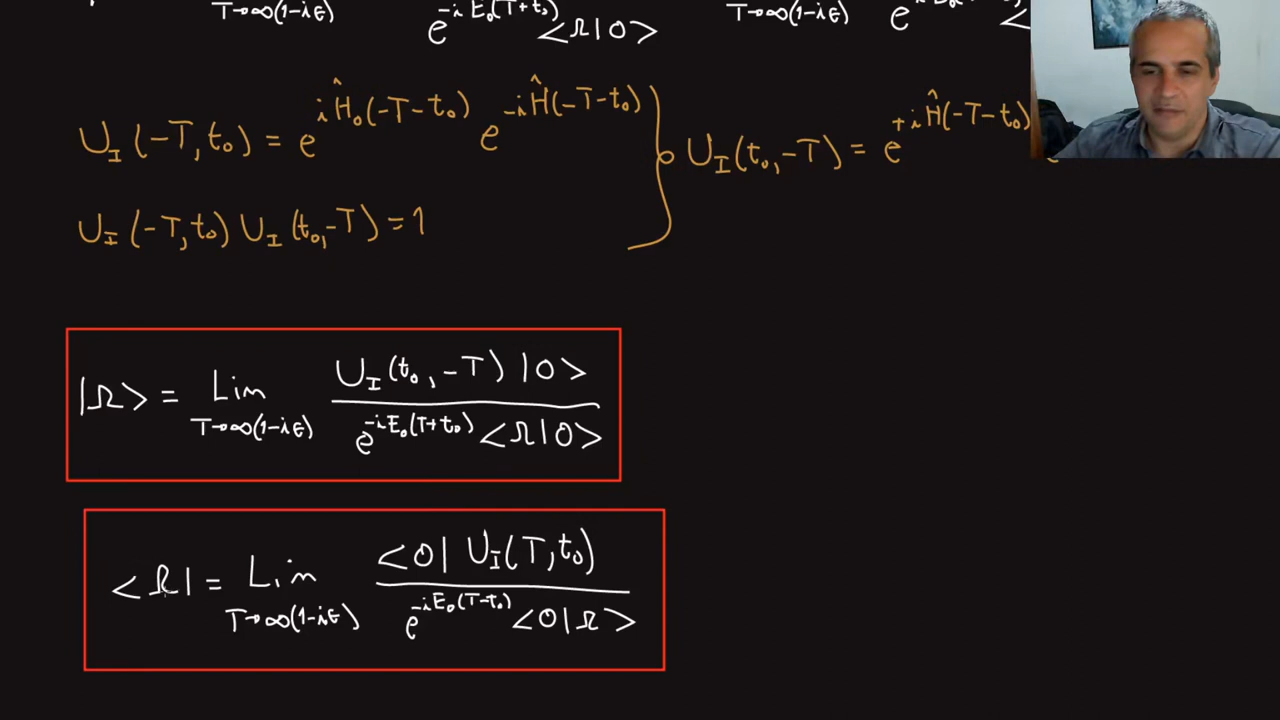 T→∞(1-iϵ) e^{-iE₀(T+t₀)} <Ω|0> T→∞(1-iϵ) <
U_I(-T,t₀) = e^{iĤ₀(-T-t₀)} e^{-iĤ(-T-t₀)} U_I(t₀,-T) = e^{+iĤ(-T-t₀)}
U_I(-T,t₀) U_I(t₀,-T) = 1
|Ω> = Lim_{T→∞(1-iϵ)} U_I(t₀,-T)|0> / e^{-iE₀(T+t₀)} <Ω|0>
<Ω| = Lim_{T→∞(1-iϵ)} <0|U_I(T,t₀) / e^{-iE₀(T-t₀)} <0|Ω>